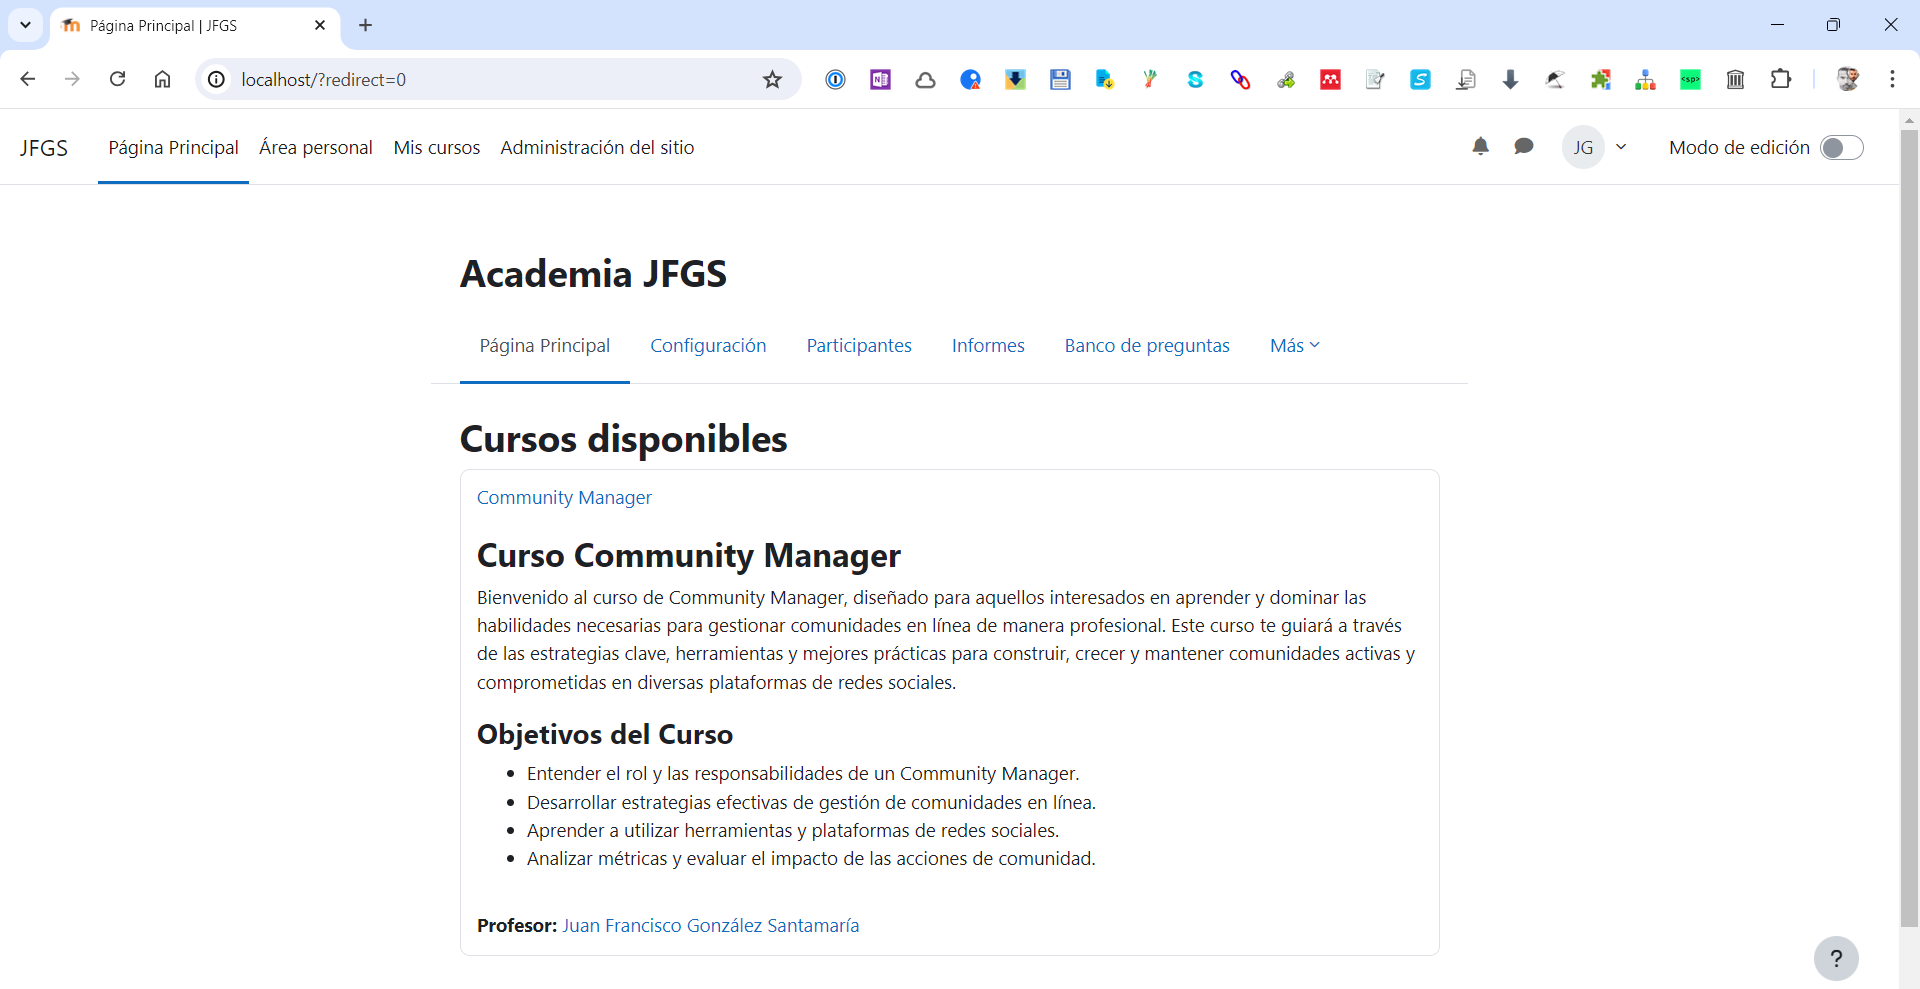 Página Principal | JFGS
localhost/?redirect=0
JFGS Página Principal Área personal Mis cursos Administración del sitio JG Modo de edición
Academia JFGS
Página Principal Configuración Participantes Informes Banco de preguntas Más
Cursos disponibles
Community Manager
Curso Community Manager
Bienvenido al curso de Community Manager, diseñado para aquellos interesados en aprender y dominar las
habilidades necesarias para gestionar comunidades en línea de manera profesional. Este curso te guiará a través
de las estrategias clave, herramientas y mejores prácticas para construir, crecer y mantener comunidades activas y
comprometidas en diversas plataformas de redes sociales.
Objetivos del Curso
Entender el rol y las responsabilidades de un Community Manager.
Desarrollar estrategias efectivas de gestión de comunidades en línea.
Aprender a utilizar herramientas y plataformas de redes sociales.
Analizar métricas y evaluar el impacto de las acciones de comunidad.
Profesor: Juan Francisco González Santamaría
?